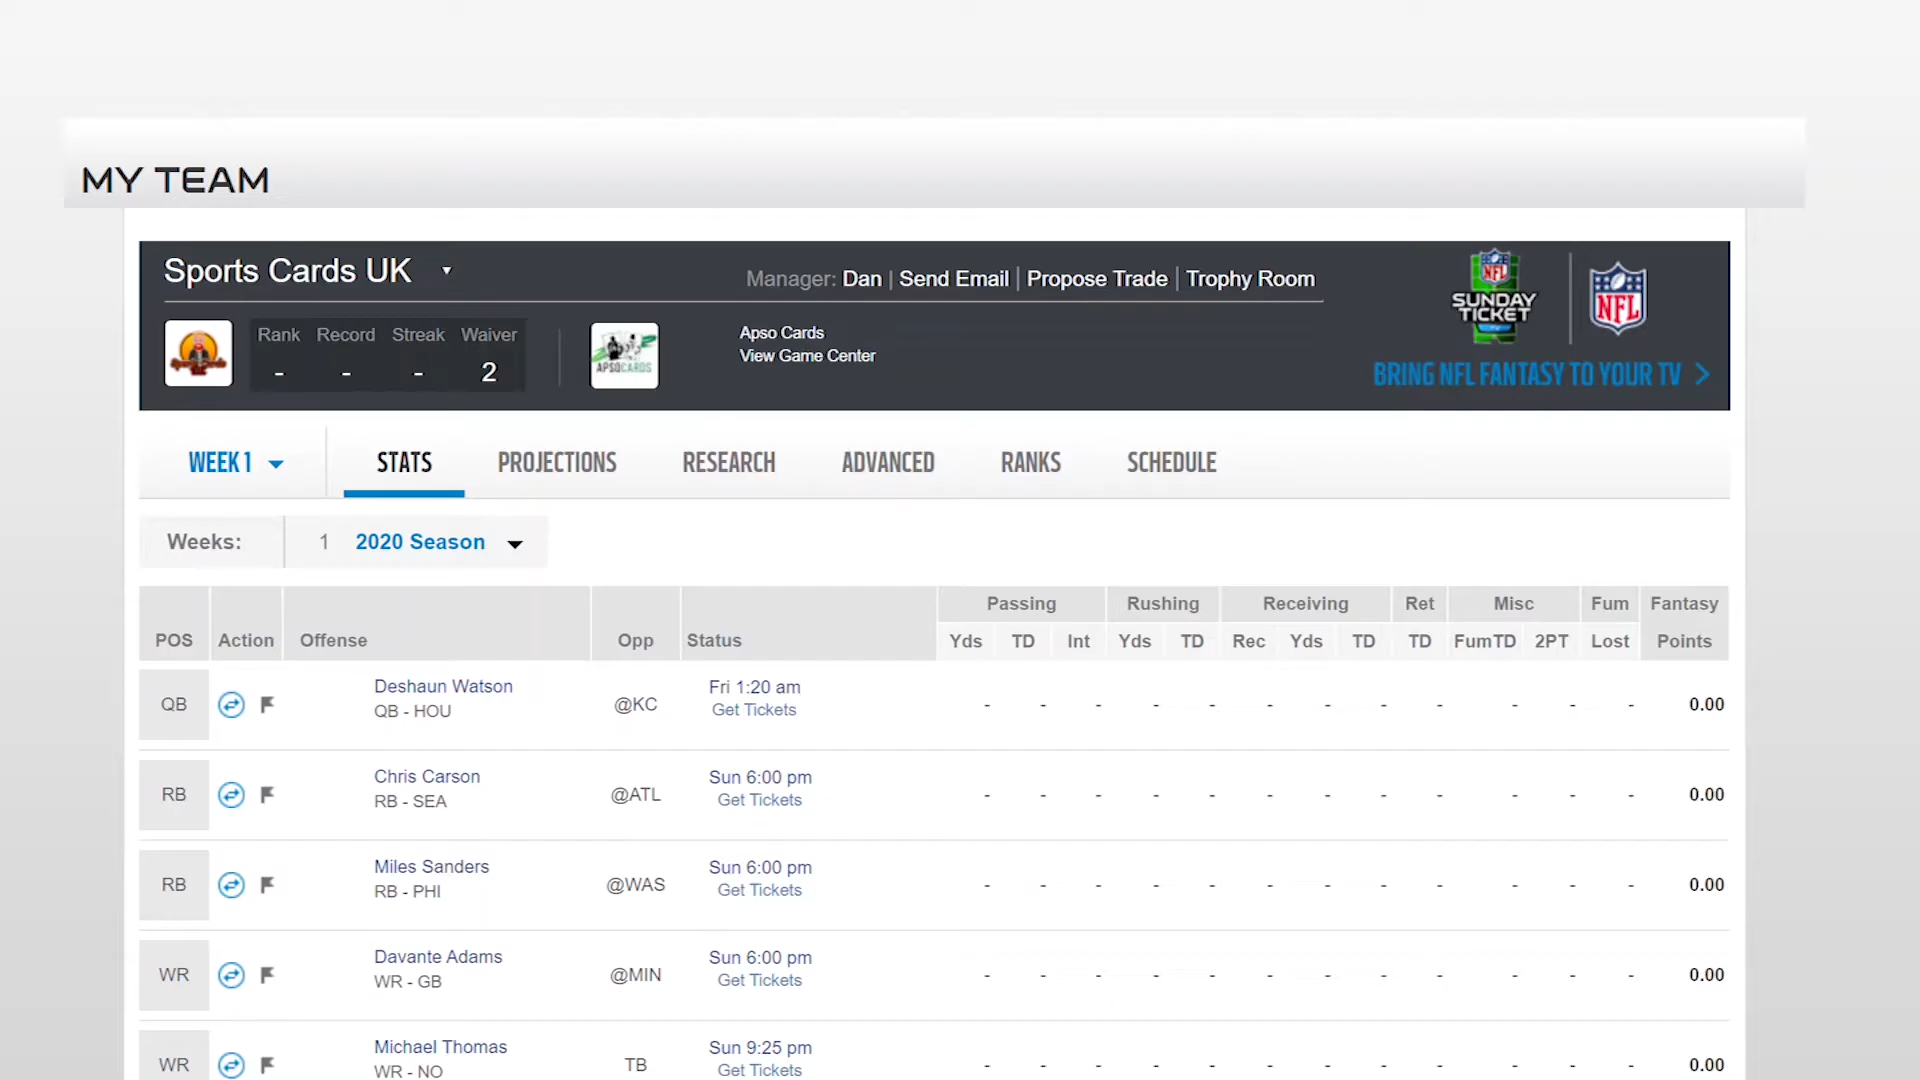 MY TEAM
Sports Cards UK
Manager: Dan | Send Email | Propose Trade | Trophy Room
Rank Record Streak Waiver
- - - 2
APSOCARDS
Apso Cards
View Game Center
NFL
SUNDAY
TICKET
NFL
BRING NFL FANTASY TO YOUR TV
WEEK 1 STATS PROJECTIONS RESEARCH ADVANCED RANKS SCHEDULE
Weeks: 1 2020 Season
Passing Rushing Receiving Ret Misc Fum Fantasy
POS Action Offense Opp Status Yds TD Int Yds TD Rec Yds TD TD FumTD 2PT Lost Points
QB Deshaun Watson QB - HOU @KC Fri 1:20 am Get Tickets - - - - - - - - - - - - 0.00
RB Chris Carson RB - SEA @ATL Sun 6:00 pm Get Tickets - - - - - - - - - - - - 0.00
RB Miles Sanders RB - PHI @WAS Sun 6:00 pm Get Tickets - - - - - - - - - - - - 0.00
WR Davante Adams WR - GB @MIN Sun 6:00 pm Get Tickets - - - - - - - - - - - - 0.00
WR Michael Thomas WR - NO TB Sun 9:25 pm Get Tickets - - - - - - - - - - - - 0.00